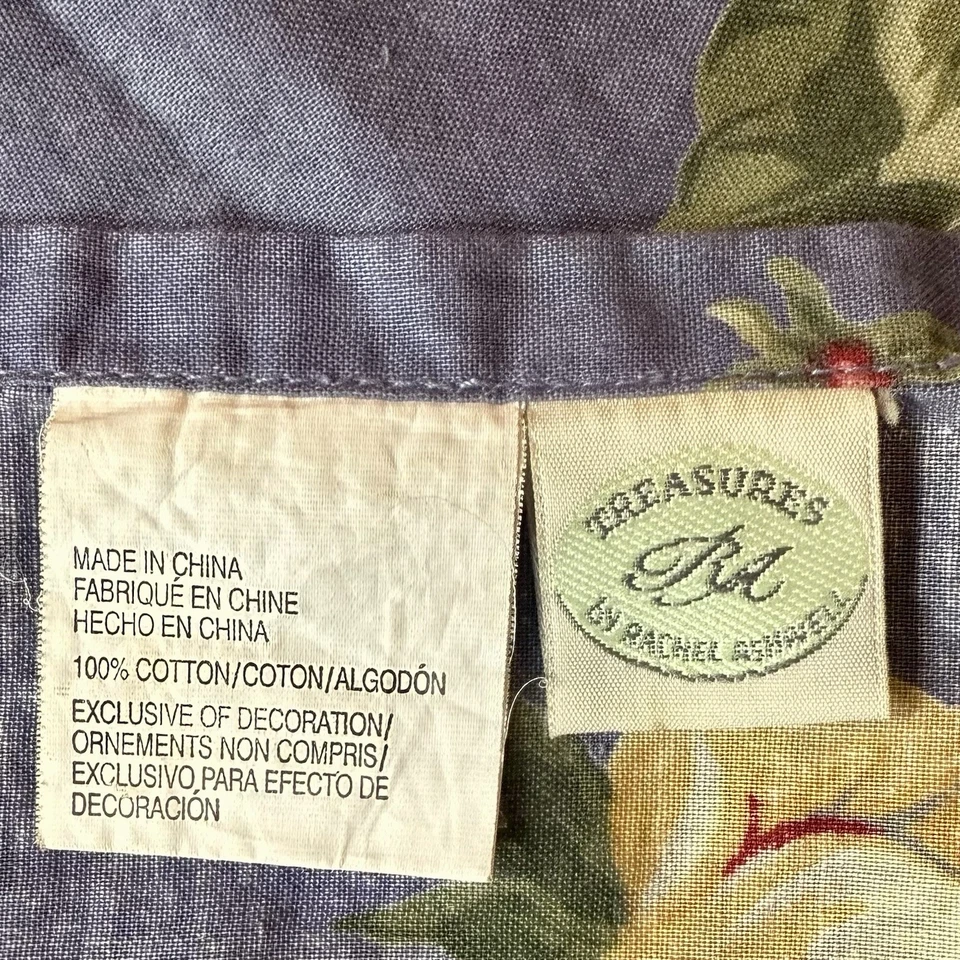 MADE IN CHINA
FABRIQUÉ EN CHINE
HECHO EN CHINA
100% COTTON/COTON/ALGODÓN
EXCLUSIVE OF DECORATION/
ORNEMENTS NON COMPRIS/
EXCLUSIVO PARA EFECTO DE
DECORACIÓN
TREASURES
RA
by RACHEL ASHWELL